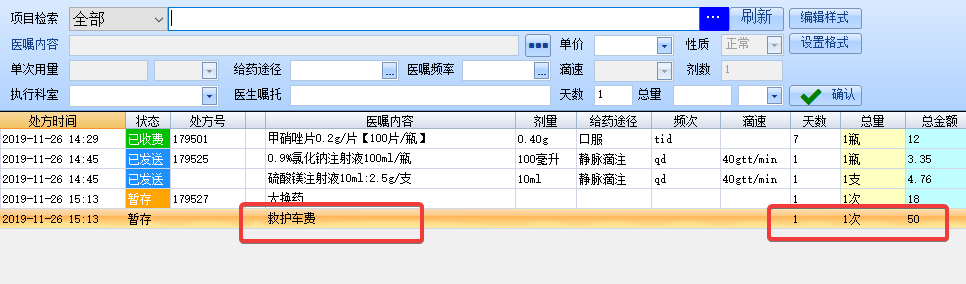 项目检索 全部 ... 刷新 编辑样式
医嘱内容 ... 单价 性质 正常 设置格式
单次用量 给药途径 ... 医嘱频率 ... 滴速 剂数 1
执行科室 医生嘱托 天数 1 总量 确认
处方时间 状态 处方号 医嘱内容 剂量 给药途径 频次 滴速 天数 总量 总金额
2019-11-26 14:29 已收费 179501 甲硝唑片0.2g/片【100片/瓶】 0.40g 口服 tid 7 1瓶 12
2019-11-26 14:45 已发送 179525 0.9%氯化钠注射液100ml/瓶 100毫升 静脉滴注 qd 40gtt/min 1 1瓶 3.35
2019-11-26 14:45 已发送 硫酸镁注射液10ml:2.5g/支 10ml 静脉滴注 qd 40gtt/min 1 1支 4.76
2019-11-26 15:13 暂存 179527 大换药 1 1次 18
2019-11-26 15:13 暂存 救护车费 1 1次 50